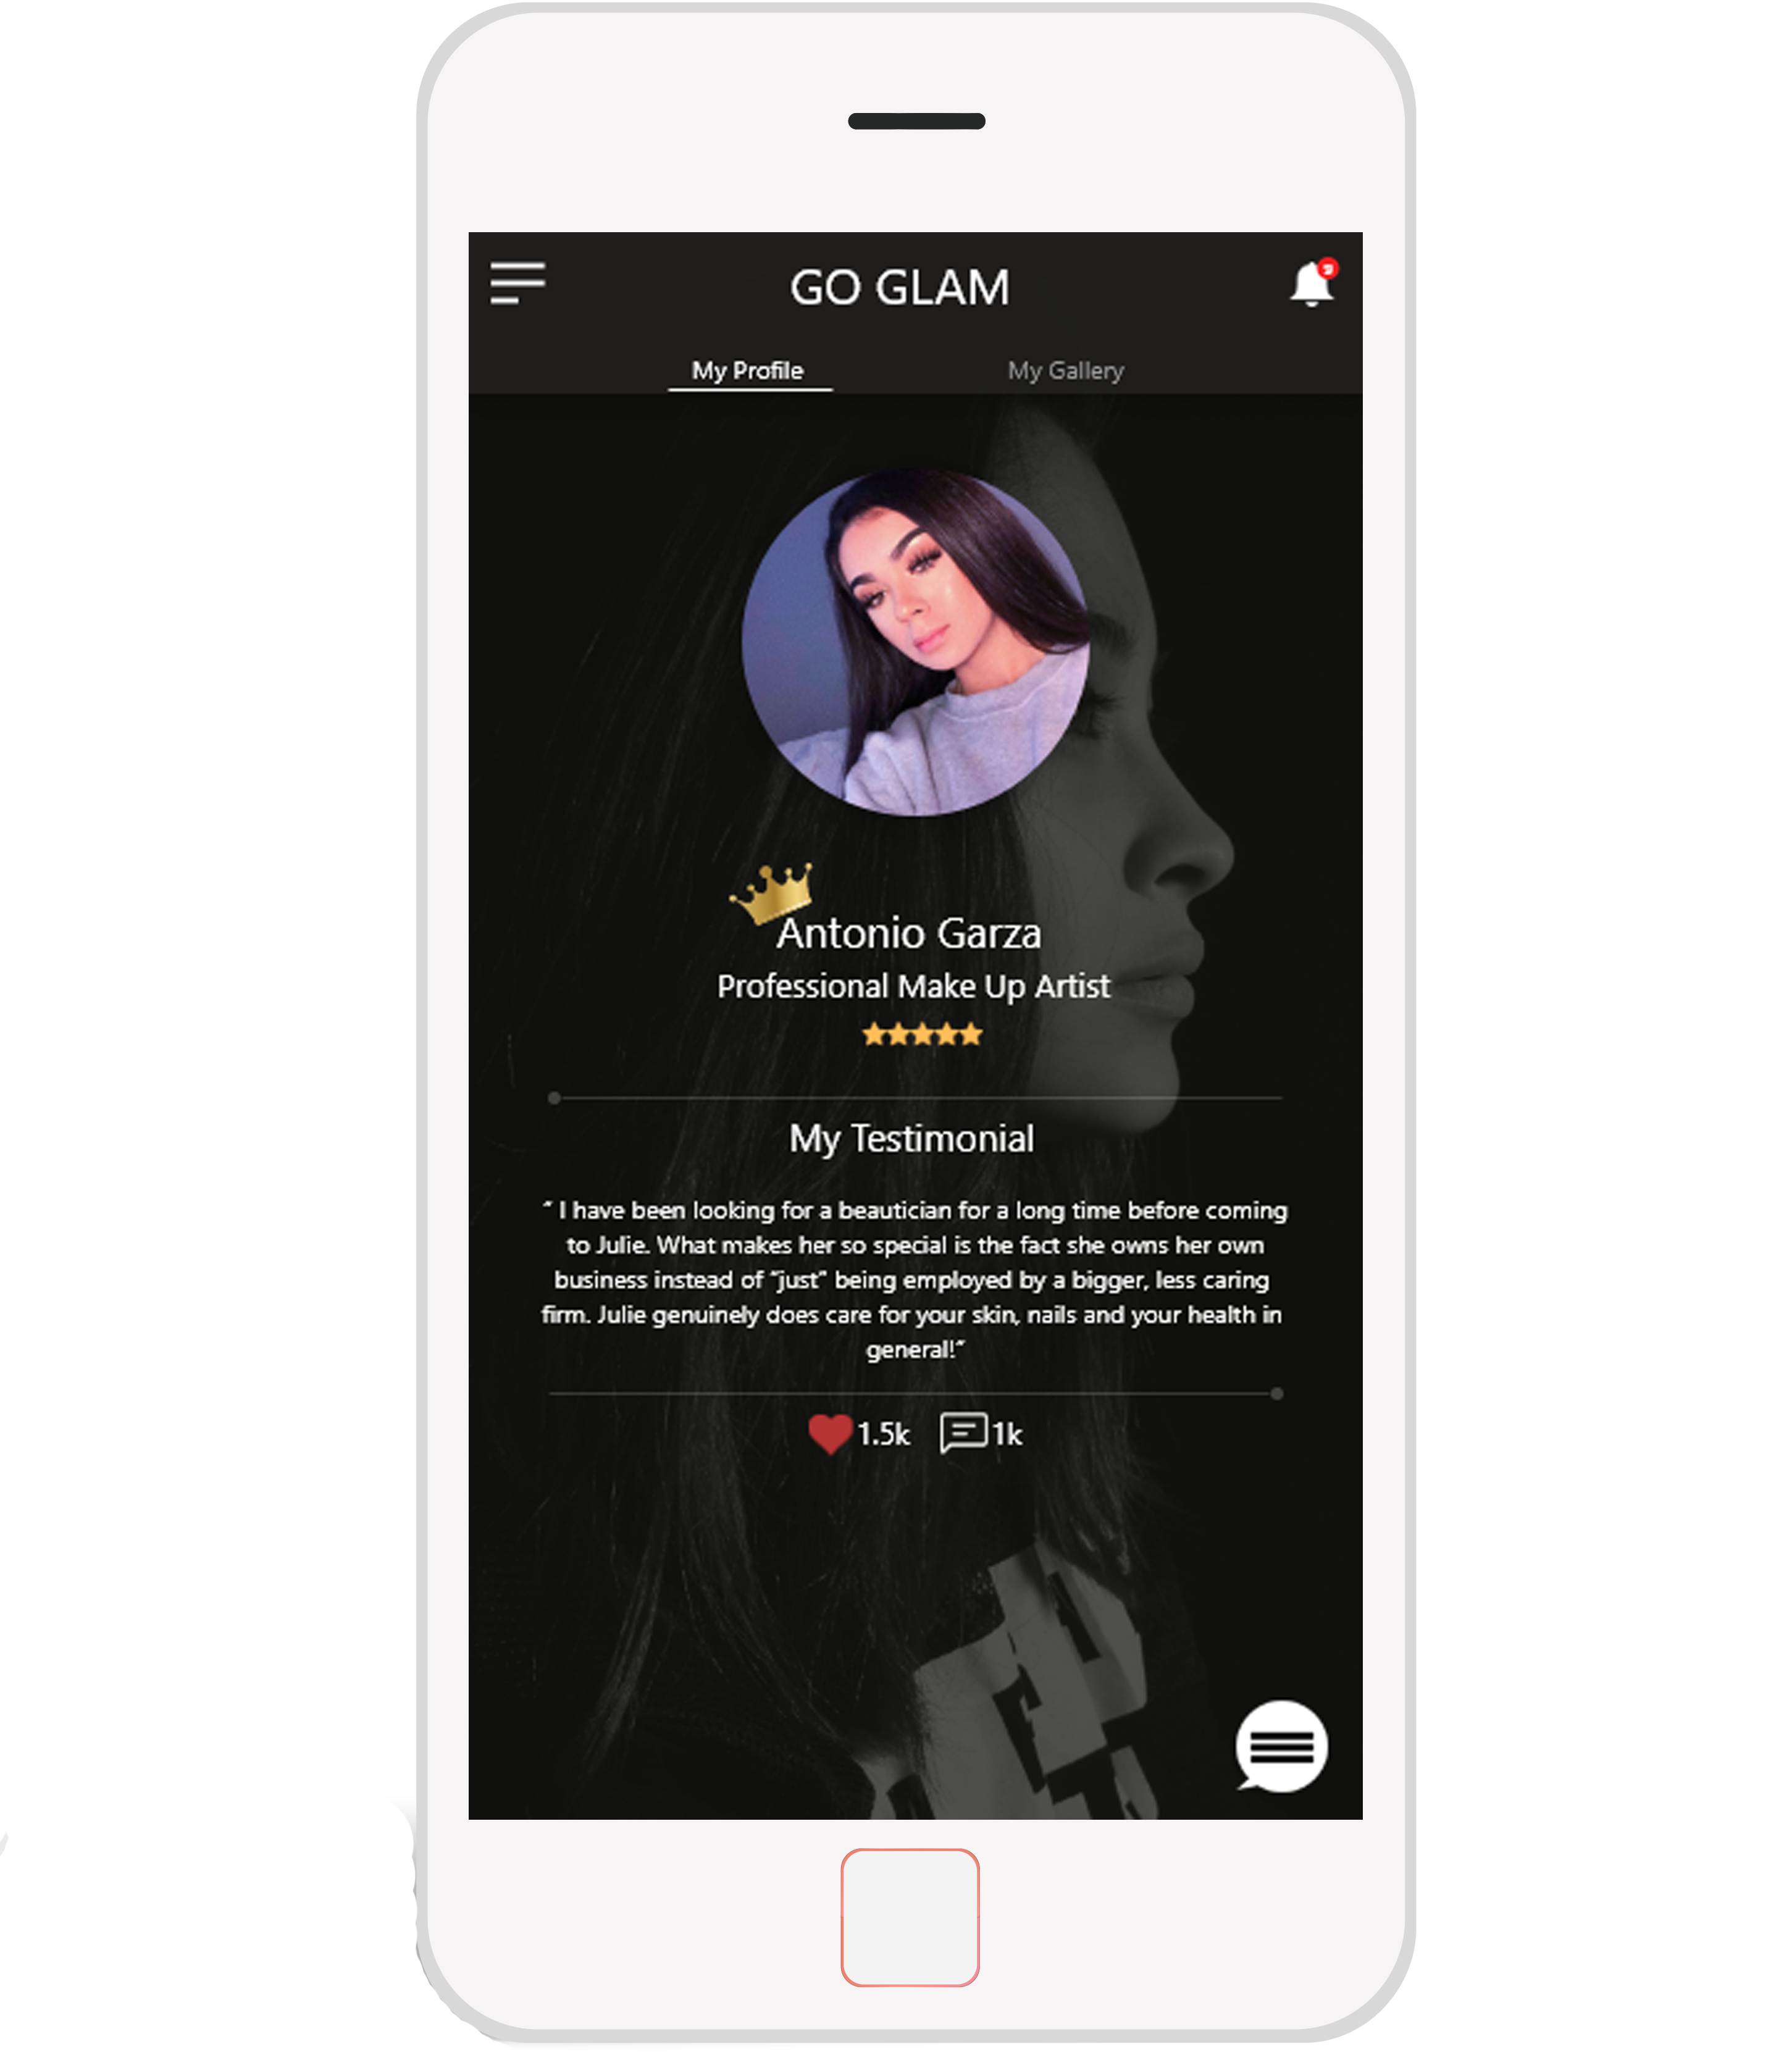 GO GLAM
My Profile
My Gallery
Antonio Garza
Professional Make Up Artist
My Testimonial
" I have been looking for a beautician for a long time before coming
to Julie. What makes her so special is the fact she owns her own
business instead of "just" being employed by a bigger, less caring
firm. Julie genuinely does care for your skin, nails and your health in
general!"
1.5k
1k